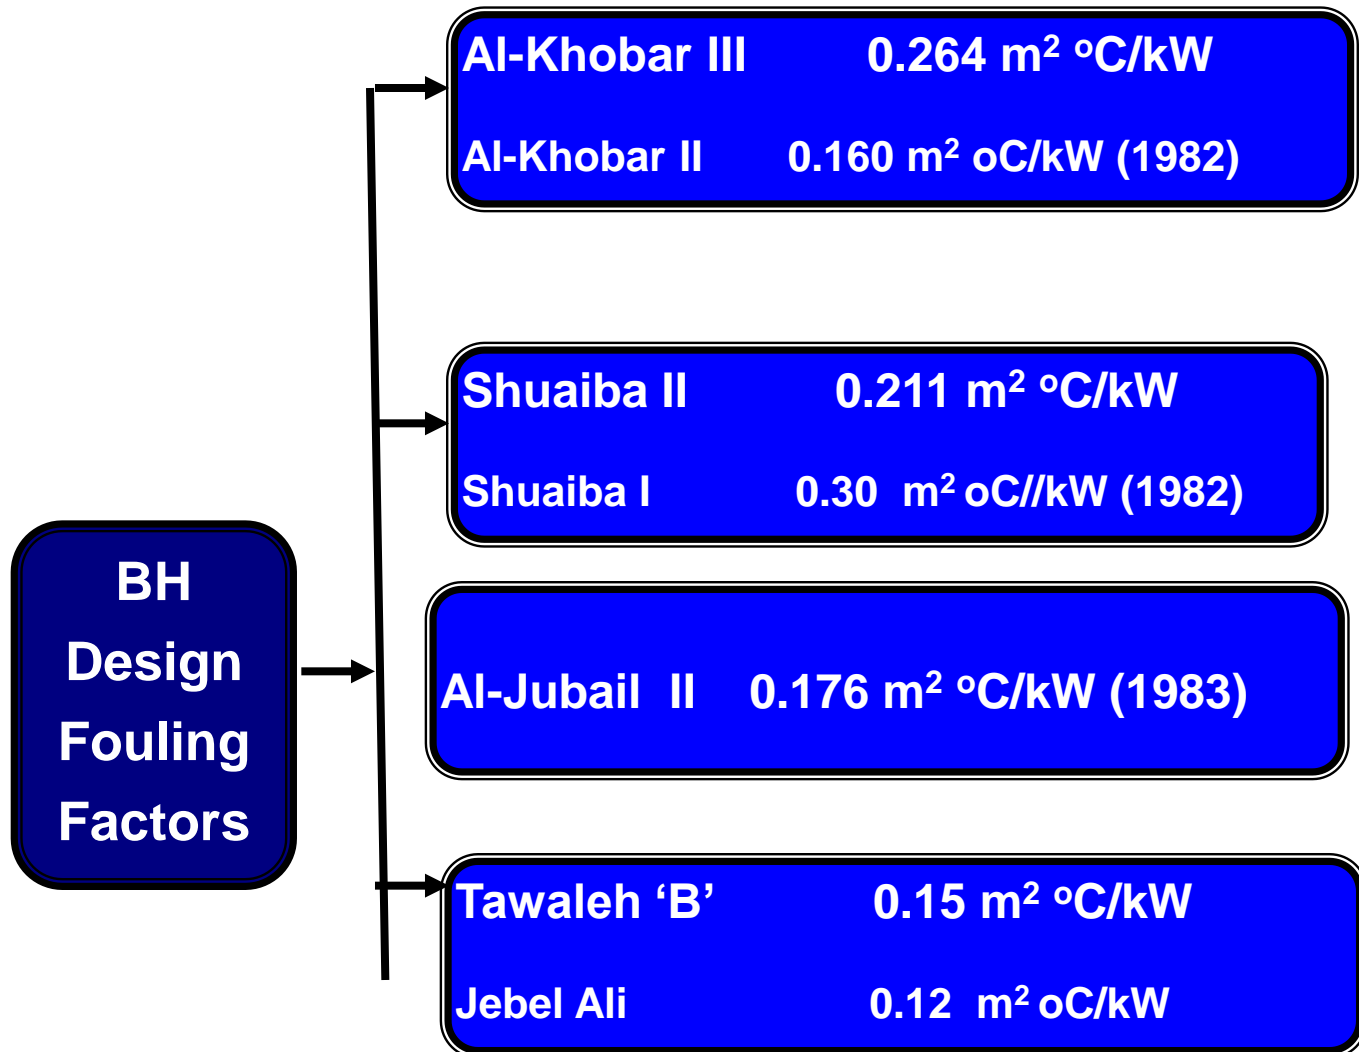 Al-Khobar III 0.264 m² ᵒC/kW
Al-Khobar II 0.160 m² oC/kW (1982)
Shuaiba II 0.211 m² ᵒC/kW
Shuaiba I 0.30 m² oC//kW (1982)
BH
Design
Fouling
Factors
Al-Jubail II 0.176 m² ᵒC/kW (1983)
Tawaleh ‘B’ 0.15 m² ᵒC/kW
Jebel Ali 0.12 m² oC/kW